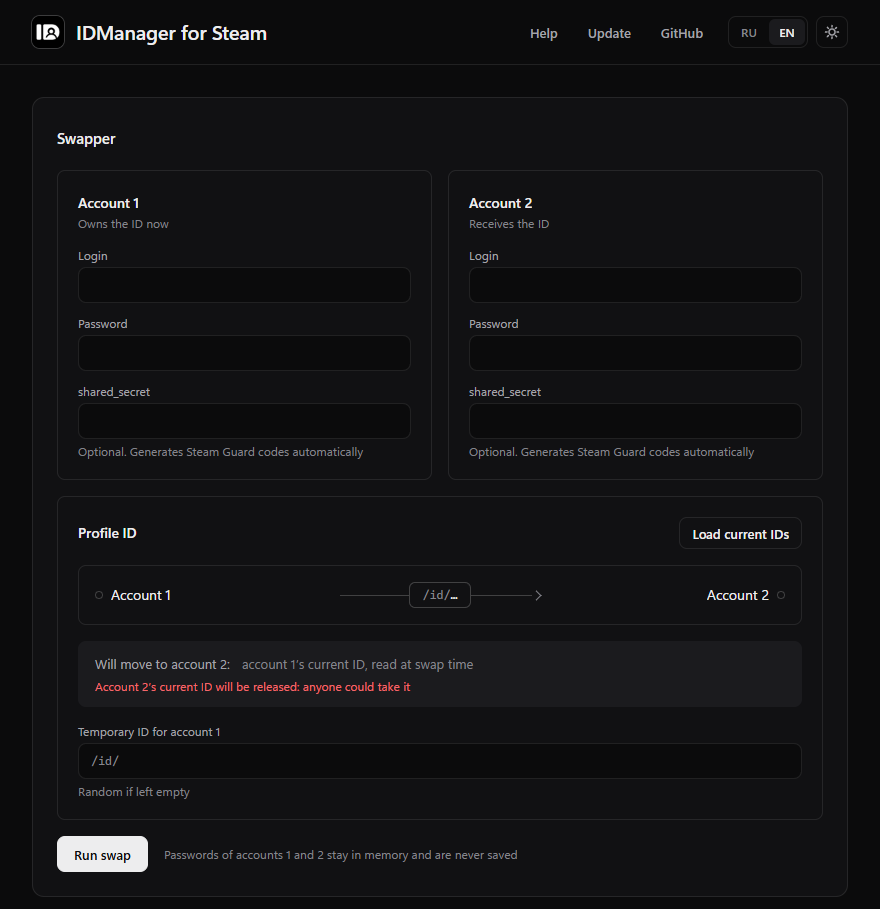 ID
IDManager for Steam
Help
Update
GitHub
RU
EN
Swapper
Account 1
Owns the ID now
Login
Password
shared_secret
Optional. Generates Steam Guard codes automatically
Account 2
Receives the ID
Login
Password
shared_secret
Optional. Generates Steam Guard codes automatically
Profile ID
Load current IDs
Account 1
/id/…
Account 2
Will move to account 2: account 1's current ID, read at swap time
Account 2's current ID will be released: anyone could take it
Temporary ID for account 1
/id/
Random if left empty
Run swap
Passwords of accounts 1 and 2 stay in memory and are never saved